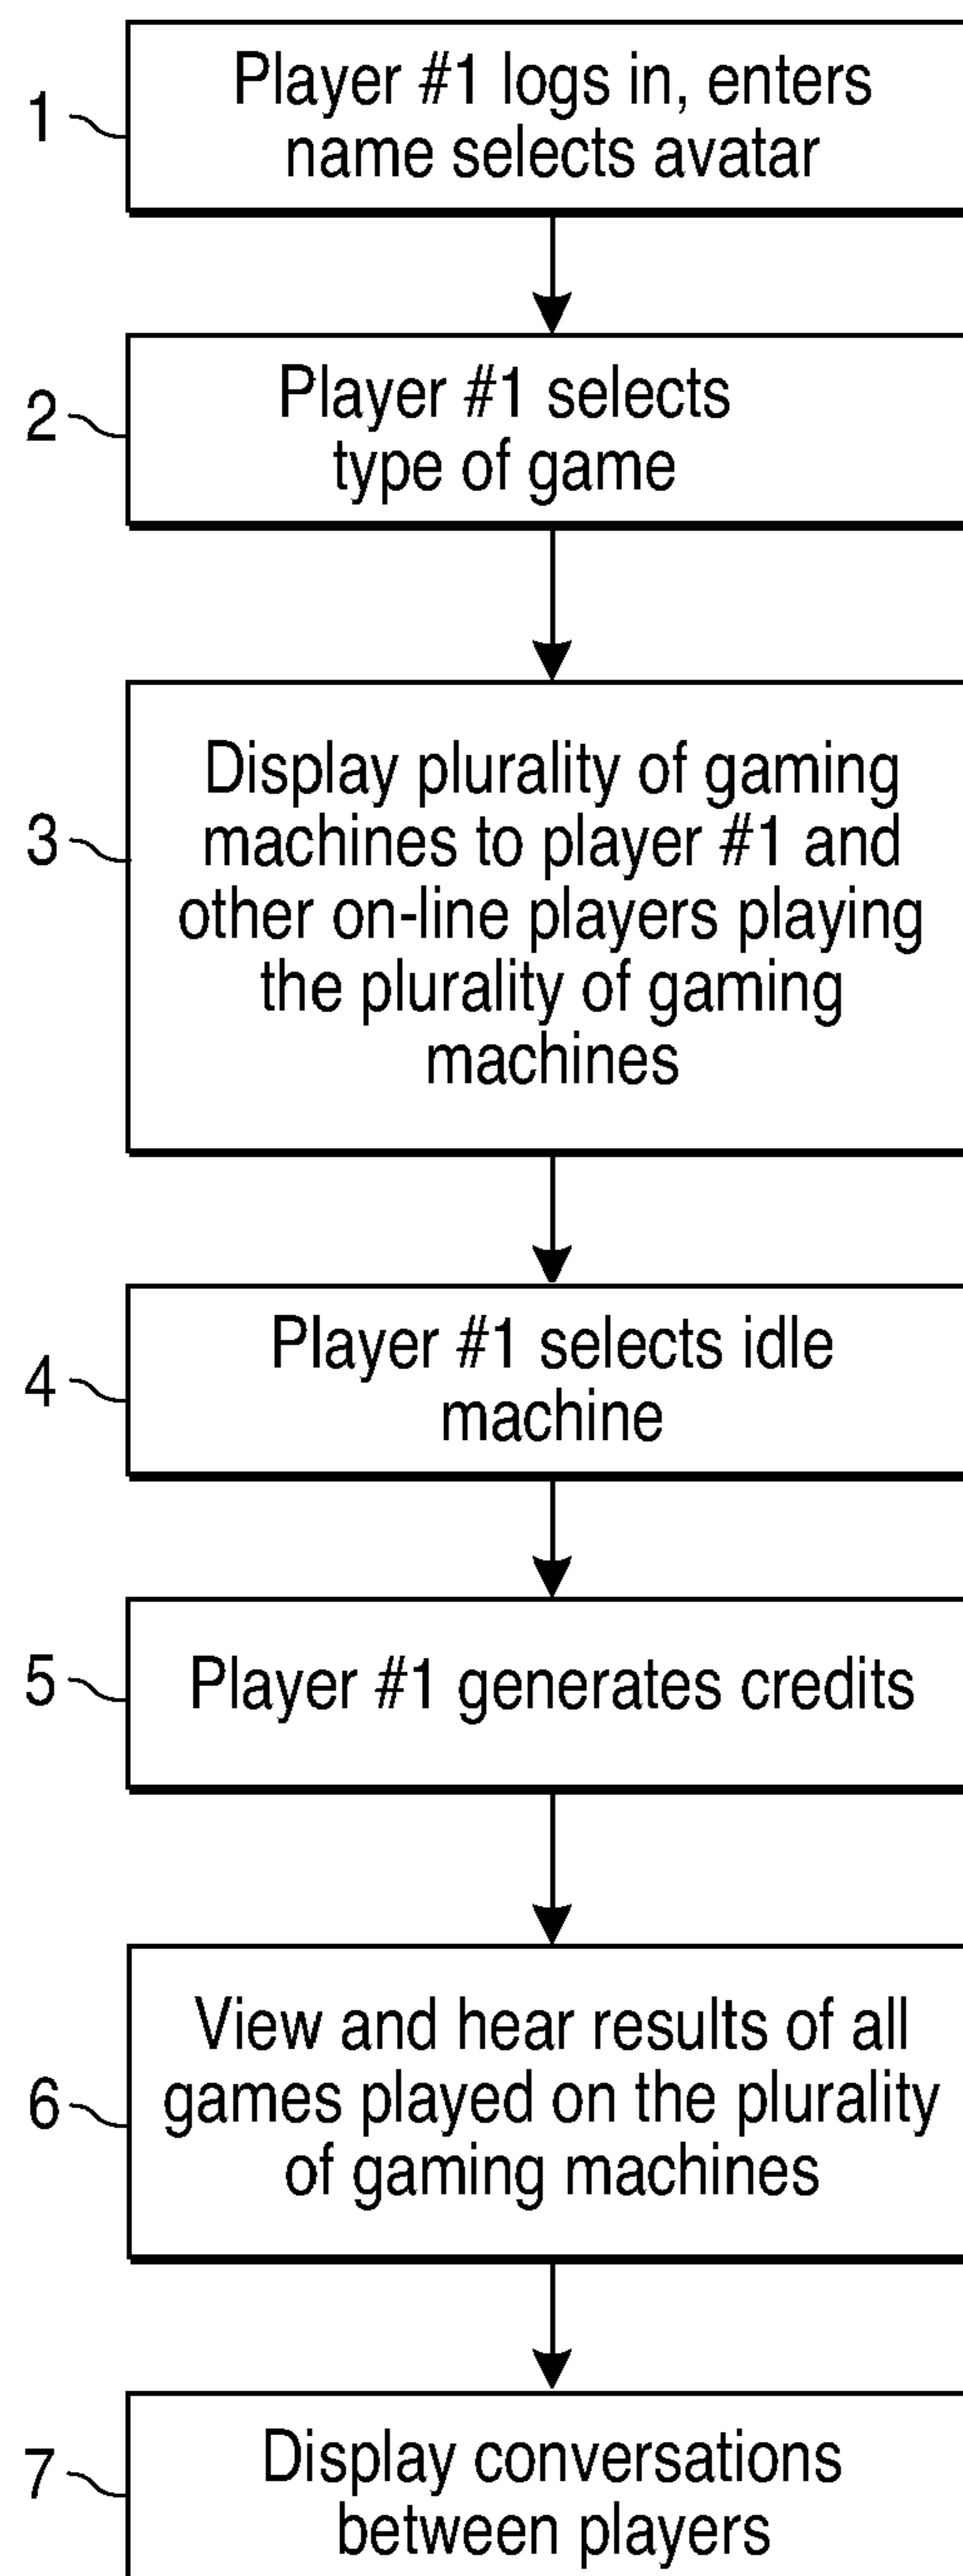 1
Player #1 logs in, enters
name selects avatar
2
Player #1 selects
type of game
3
Display plurality of gaming
machines to player #1 and
other on-line players playing
the plurality of gaming
machines
4
Player #1 selects idle
machine
5
Player #1 generates credits
6
View and hear results of all
games played on the plurality
of gaming machines
7
Display conversations
between players